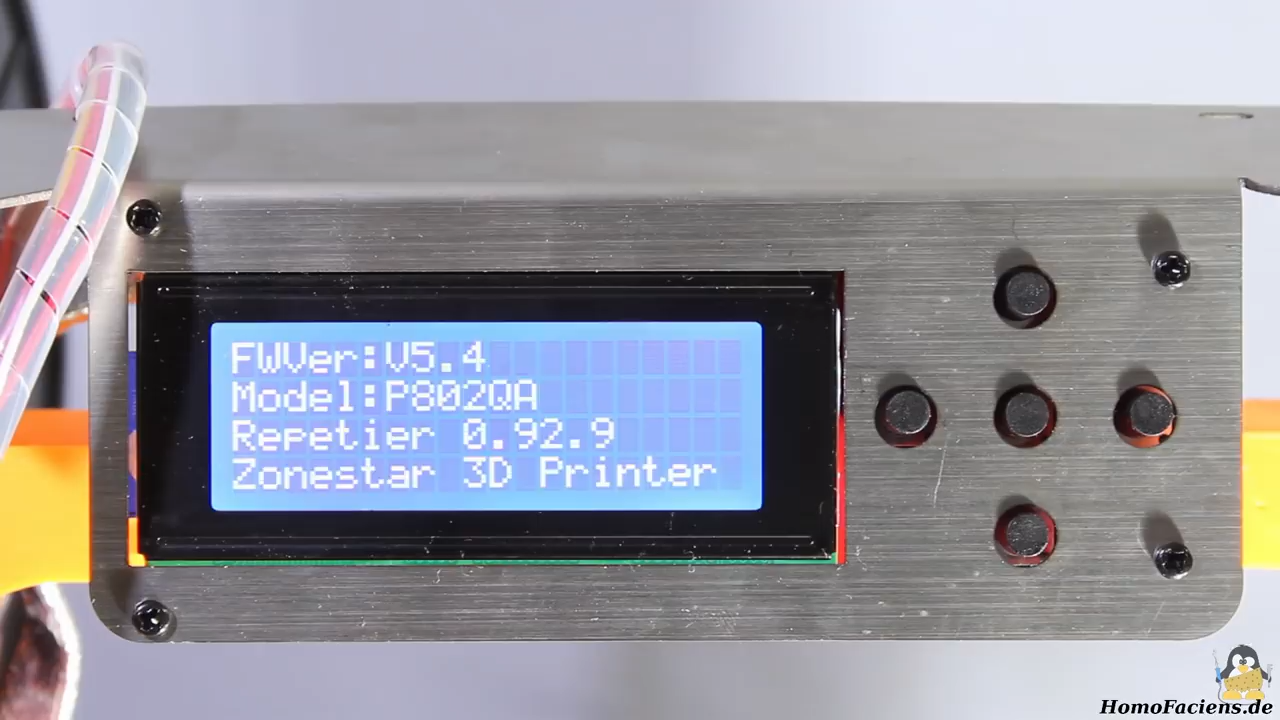 FWVer:V5.4
Model:P802QA
Repetier 0.92.9
Zonestar 3D Printer
HomoFaciens.de